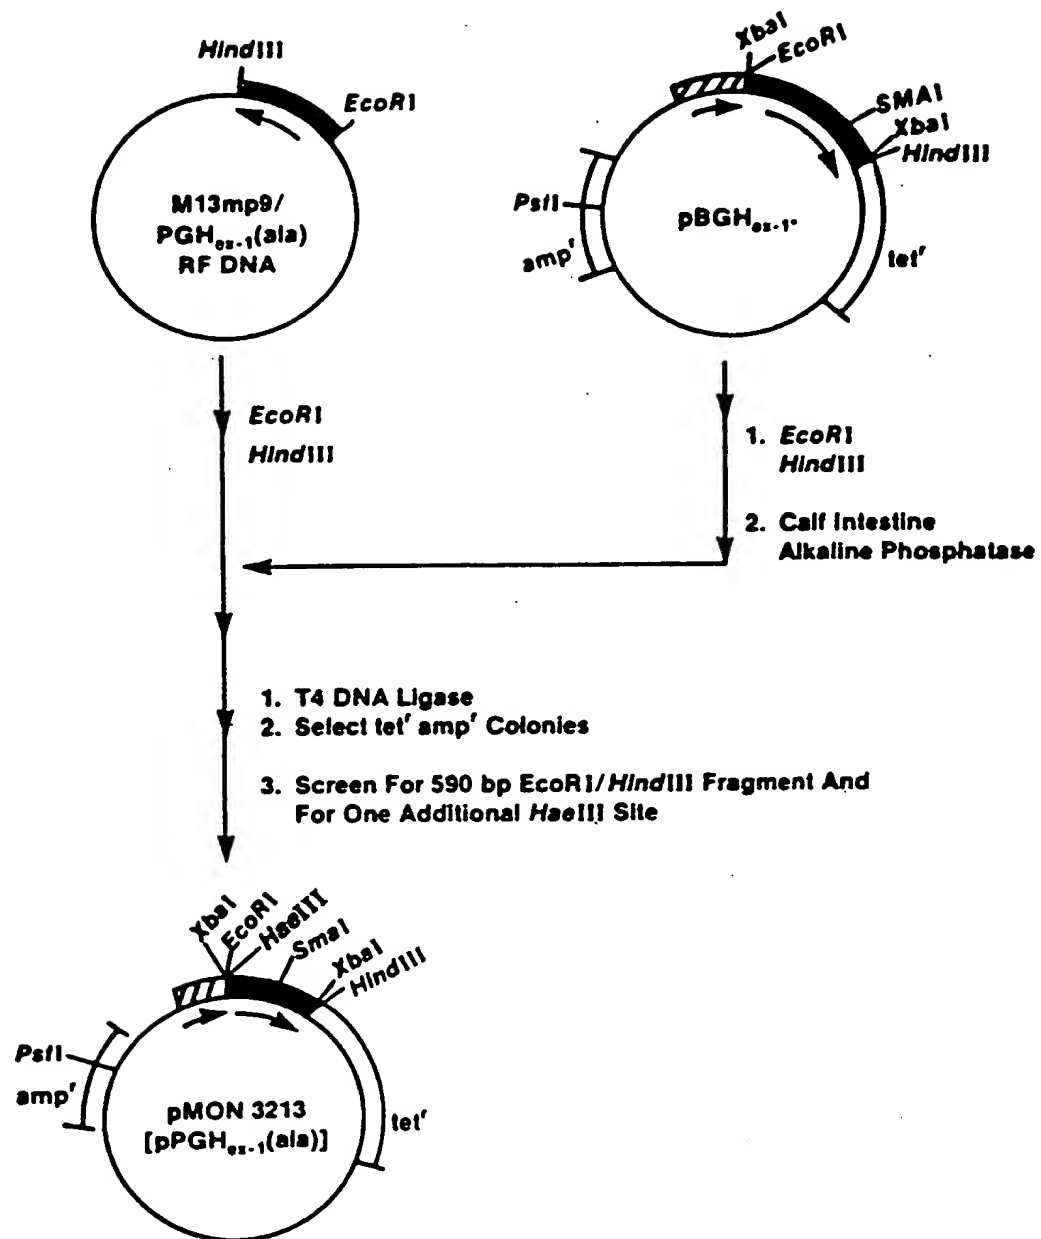 HindIII
EcoRI
M13mp9/
PGHex-1(ala)
RF DNA
XbaI
EcoRI
SMAI
XbaI
HindIII
PstI
amp^r
pBGHex-1.
tet^r
EcoRI
HindIII
1. EcoRI
HindIII
2. Calf Intestine
Alkaline Phosphatase
1. T4 DNA Ligase
2. Select tet^r amp^r Colonies
3. Screen For 590 bp EcoRI/HindIII Fragment And
For One Additional HaeIII Site
XbaI
EcoRI
HaeIII
SmaI
XbaI
HindIII
PstI
amp^r
pMON 3213
[pPGHex-1(ala)]
tet^r